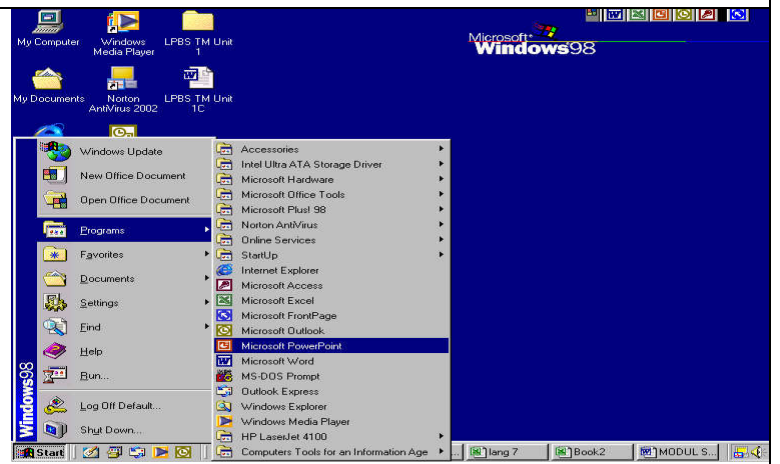 My Computer
Windows
Media Player
LPBS TM Unit
1
Microsoft
Windows98
My Documents
Norton
AntiVirus 2002
LPBS TM Unit
1C
Windows Update
New Office Document
Open Office Document
Programs
Favorites
Documents
Settings
Find
Help
Run...
Log Off Default...
Shut Down...
Windows98
Accessories
Intel Ultra ATA Storage Driver
Microsoft Hardware
Microsoft Office Tools
Microsoft Plus! 98
Norton AntiVirus
Online Services
StartUp
Internet Explorer
Microsoft Access
Microsoft Excel
Microsoft FrontPage
Microsoft Outlook
Microsoft PowerPoint
Microsoft Word
MS-DOS Prompt
Outlook Express
Windows Explorer
Windows Media Player
HP LaserJet 4100
Computers Tools for an Information Age
Start
...
lang 7
Book2
MODUL S...